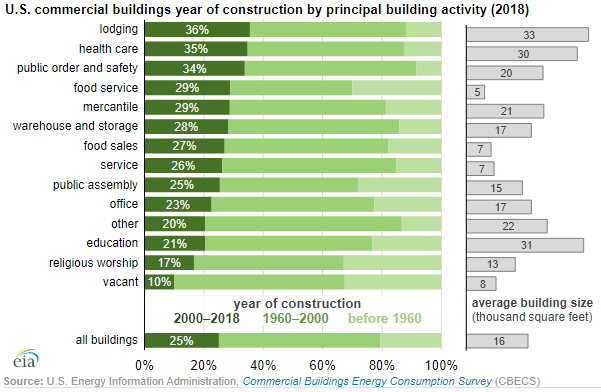 U.S. commercial buildings year of construction by principal building activity (2018)
lodging 36% 33
health care 35% 30
public order and safety 34% 20
food service 29% 5
mercantile 29% 21
warehouse and storage 28% 17
food sales 27% 7
service 26% 7
public assembly 25% 15
office 23% 17
other 20% 22
education 21% 31
religious worship 17% 13
vacant 10% 8
year of construction
2000–2018 1960–2000 before 1960
average building size
(thousand square feet)
all buildings 25% 16
0% 20% 40% 60% 80% 100%
eia
Source: U.S. Energy Information Administration, Commercial Buildings Energy Consumption Survey (CBECS)